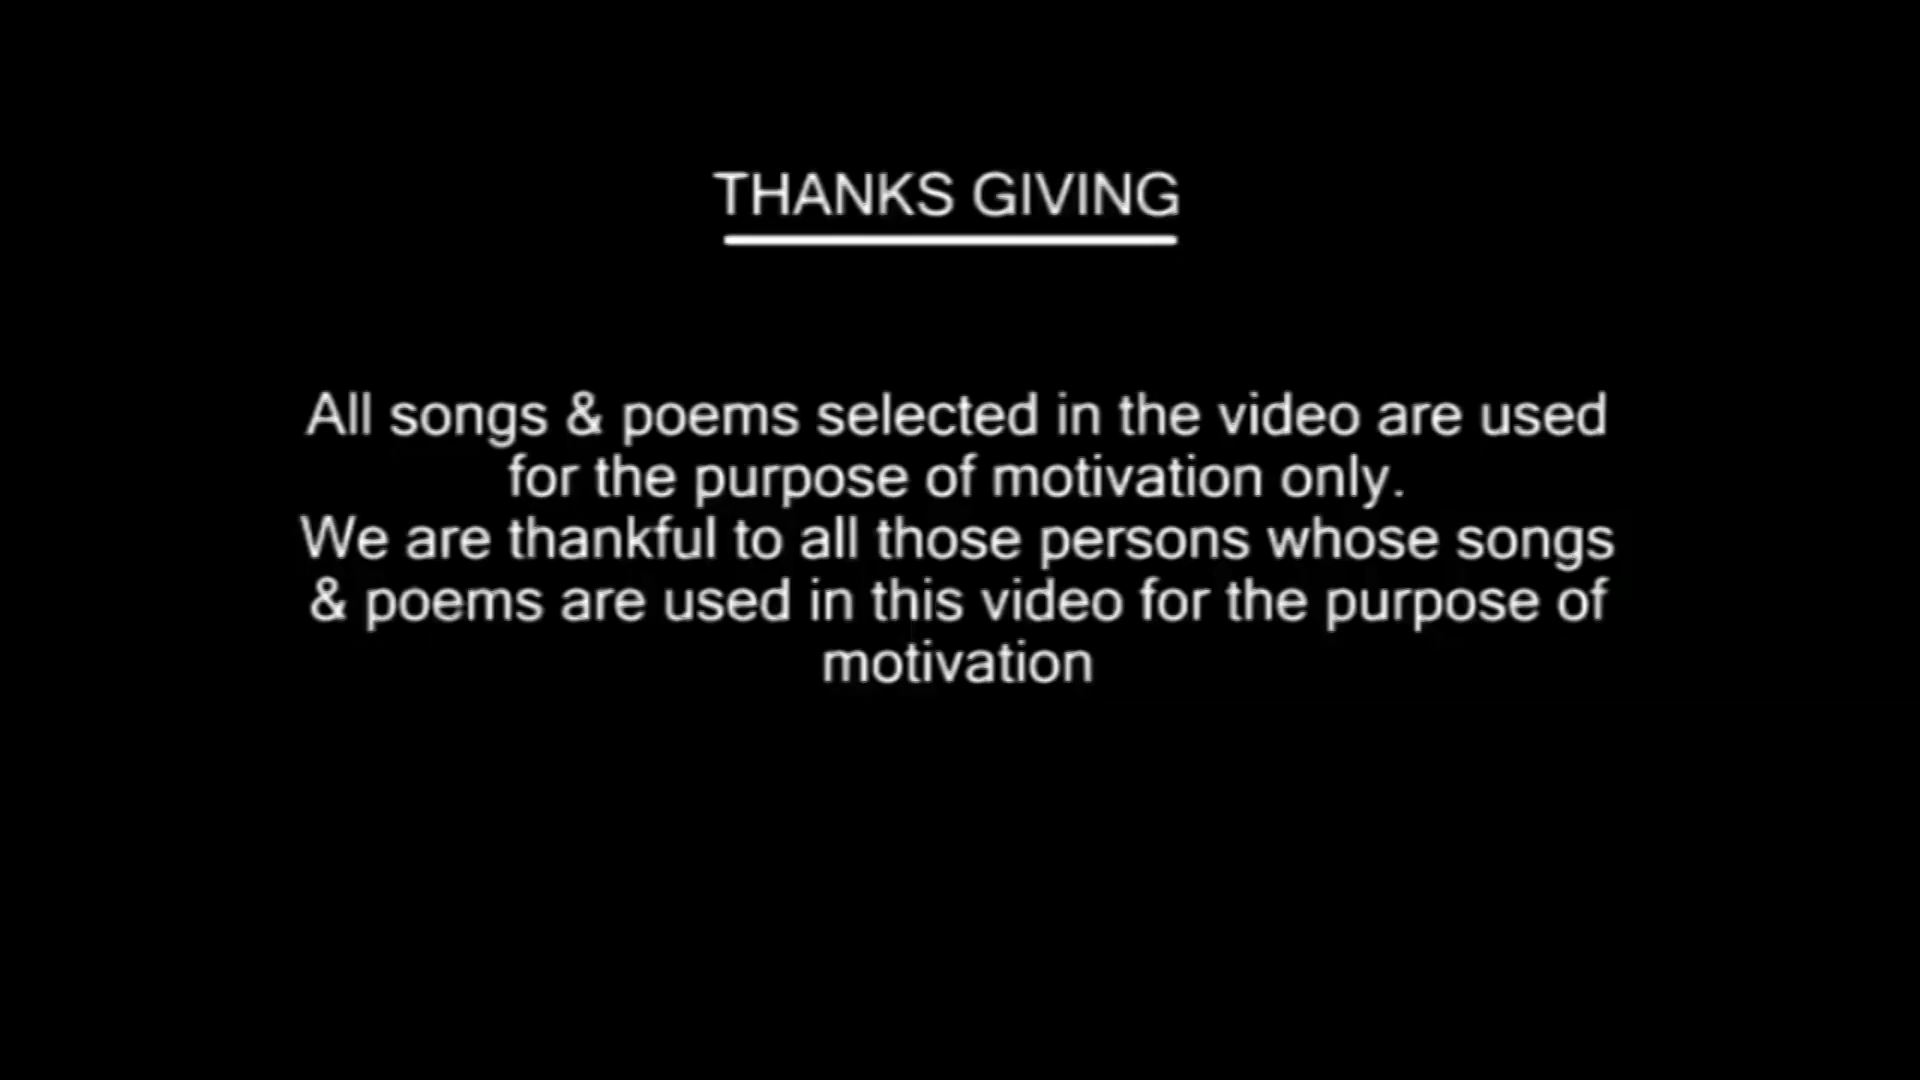 THANKS GIVING
All songs & poems selected in the video are used
for the purpose of motivation only.
We are thankful to all those persons whose songs
& poems are used in this video for the purpose of
motivation